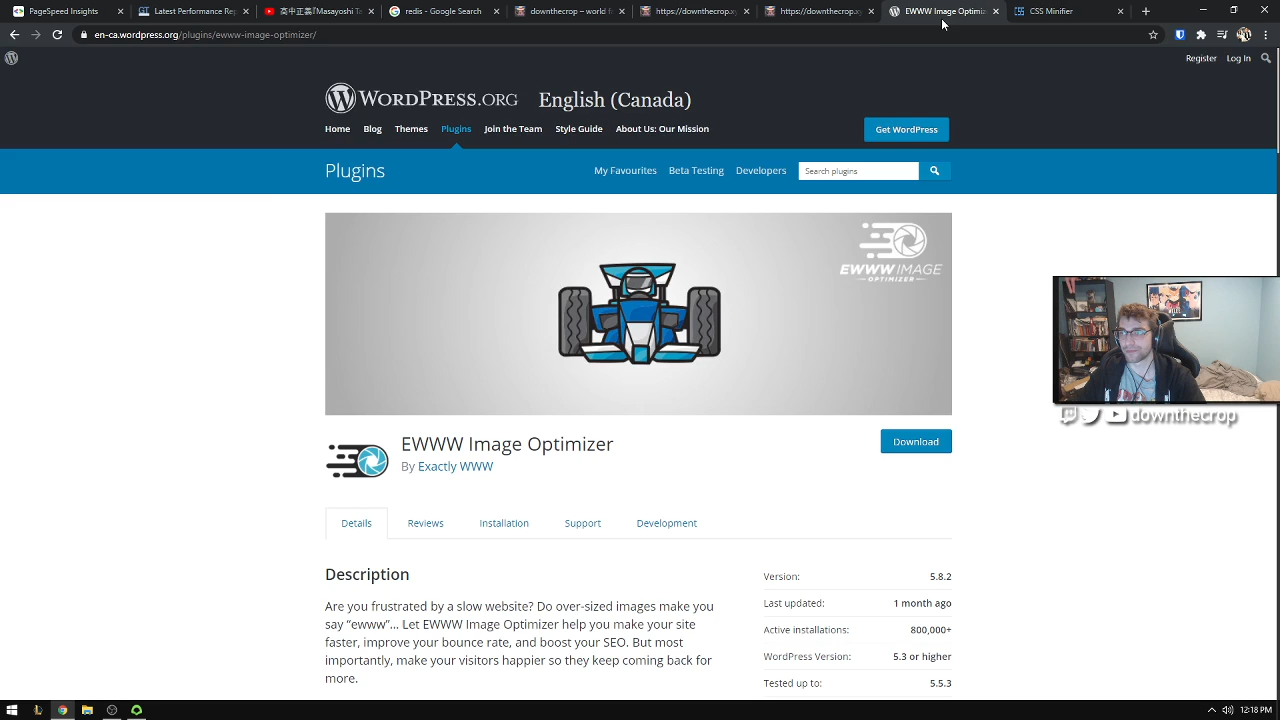 PageSpeed Insights
Latest Performance Re
高中正義『Masayoshi T
redis - Google Search
downthecrop – world f
https://downthecrop.xy
https://downthecrop.xy
EWWW Image Optimiz
CSS Minifier
en-ca.wordpress.org/plugins/ewww-image-optimizer/
Register
Log In
WORDPRESS.ORG
English (Canada)
Home
Blog
Themes
Plugins
Join the Team
Style Guide
About Us: Our Mission
Get WordPress
Plugins
My Favourites
Beta Testing
Developers
Search plugins
EWWW IMAGE
OPTIMIZER
EWWW Image Optimizer
Download
By Exactly WWW
downthecrop
Details
Reviews
Installation
Support
Development
Description
Are you frustrated by a slow website? Do over-sized images make you
say “ewww”… Let EWWW Image Optimizer help you make your site
faster, improve your bounce rate, and boost your SEO. But most
importantly, make your visitors happier so they keep coming back for
more.
Version: 5.8.2
Last updated: 1 month ago
Active installations: 800,000+
WordPress Version: 5.3 or higher
Tested up to: 5.5.3
12:18 PM